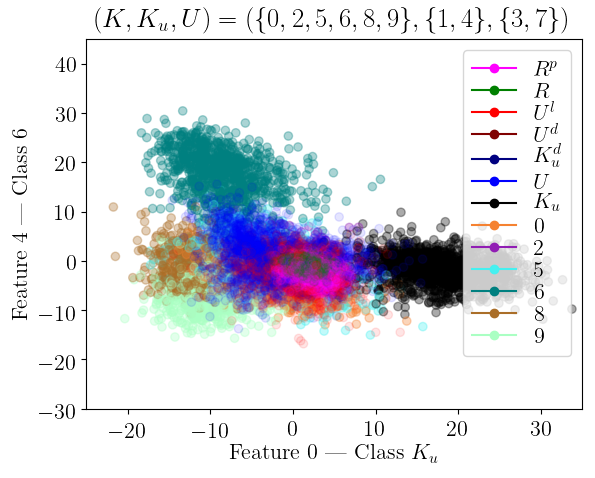 (K, K_u, U) = ({0, 2, 5, 6, 8, 9}, {1, 4}, {3, 7})
40
30
20
10
0
−10
−20
−30
Feature 4 — Class 6
−20
−10
0
10
20
30
Feature 0 — Class K_u
R^p
R
U^l
U^d
K_u^d
U
K_u
0
2
5
6
8
9